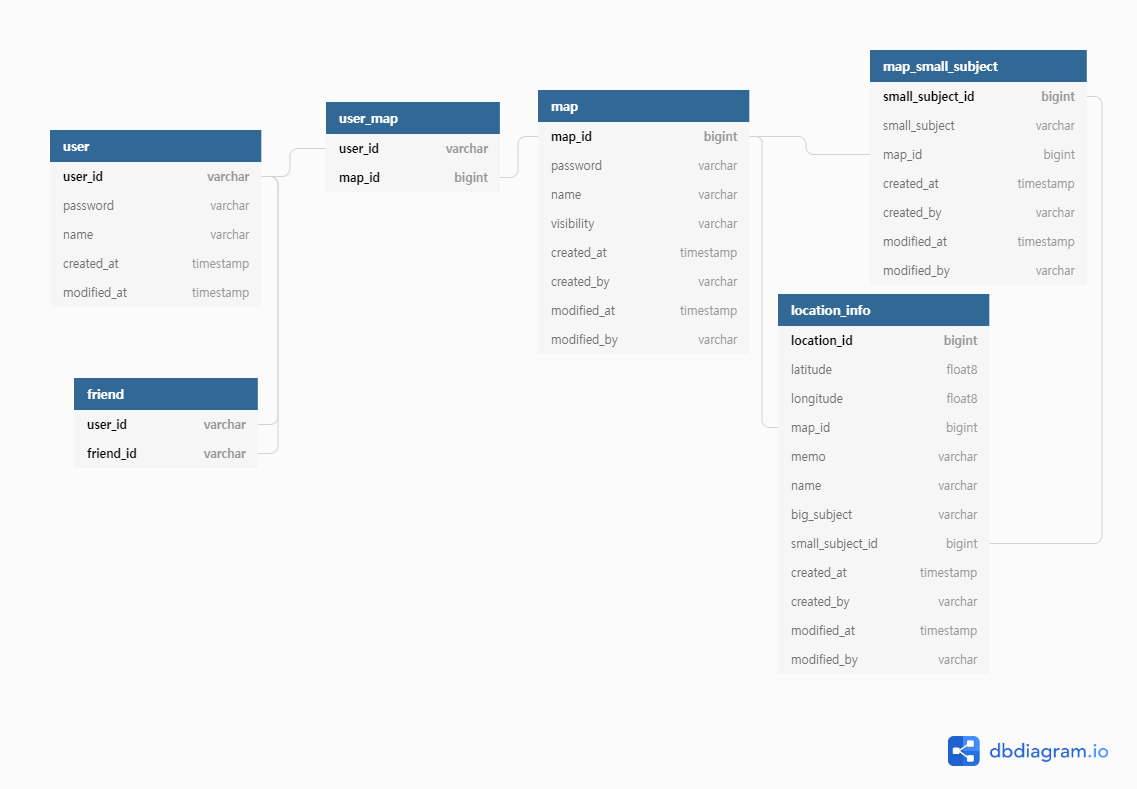 user
user_id varchar
password varchar
name varchar
created_at timestamp
modified_at timestamp
friend
user_id varchar
friend_id varchar
user_map
user_id varchar
map_id bigint
map
map_id bigint
password varchar
name varchar
visibility varchar
created_at timestamp
created_by varchar
modified_at timestamp
modified_by varchar
map_small_subject
small_subject_id bigint
small_subject varchar
map_id bigint
created_at timestamp
created_by varchar
modified_at timestamp
modified_by varchar
location_info
location_id bigint
latitude float8
longitude float8
map_id bigint
memo varchar
name varchar
big_subject varchar
small_subject_id bigint
created_at timestamp
created_by varchar
modified_at timestamp
modified_by varchar
dbdiagram.io